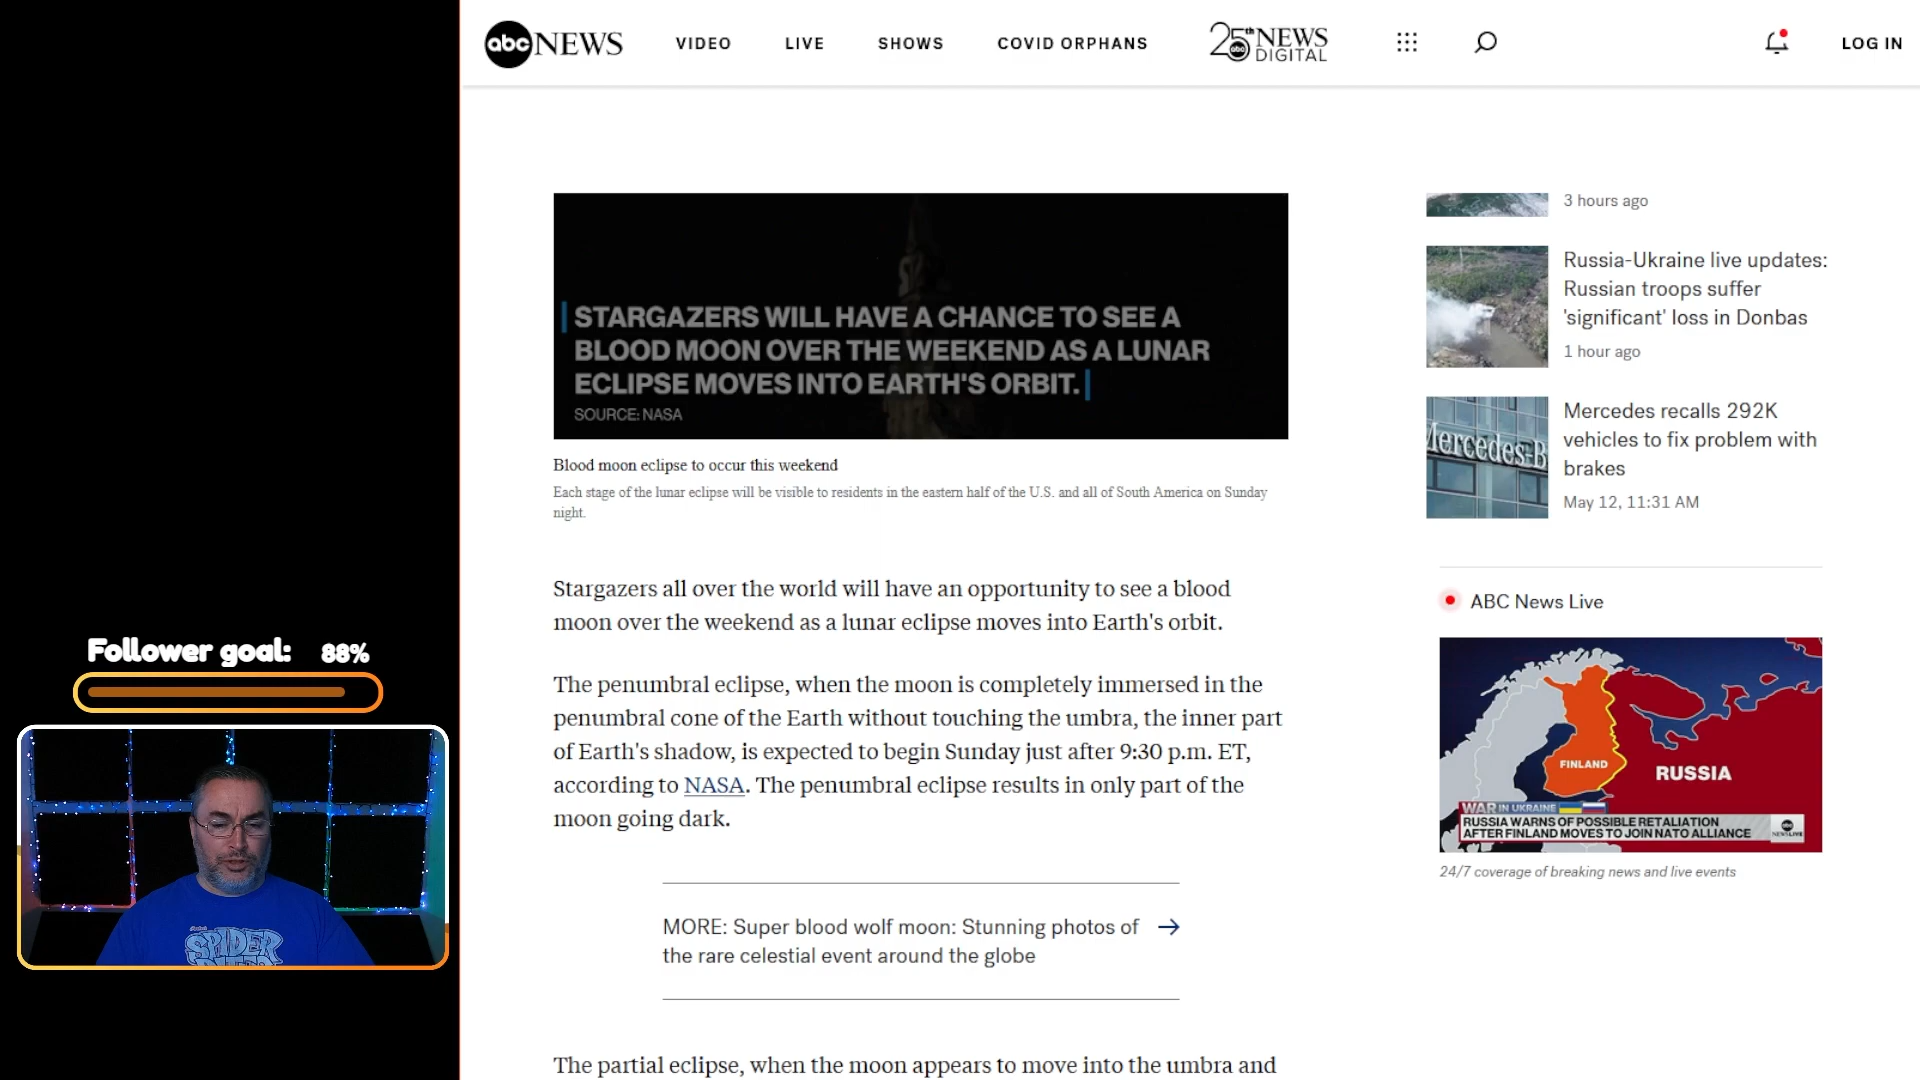 abc NEWS
VIDEO
LIVE
SHOWS
COVID ORPHANS
25th abc NEWS
DIGITAL
LOG IN
STARGAZERS WILL HAVE A CHANCE TO SEE A
BLOOD MOON OVER THE WEEKEND AS A LUNAR
ECLIPSE MOVES INTO EARTH'S ORBIT.
SOURCE: NASA
Blood moon eclipse to occur this weekend
Each stage of the lunar eclipse will be visible to residents in the eastern half of the U.S. and all of South America on Sunday
night.
Stargazers all over the world will have an opportunity to see a blood
moon over the weekend as a lunar eclipse moves into Earth's orbit.
The penumbral eclipse, when the moon is completely immersed in the
penumbral cone of the Earth without touching the umbra, the inner part
of Earth's shadow, is expected to begin Sunday just after 9:30 p.m. ET,
according to NASA. The penumbral eclipse results in only part of the
moon going dark.
MORE: Super blood wolf moon: Stunning photos of
the rare celestial event around the globe
The partial eclipse, when the moon appears to move into the umbra and
3 hours ago
Russia-Ukraine live updates:
Russian troops suffer
'significant' loss in Donbas
1 hour ago
Mercedes-B
Mercedes recalls 292K
vehicles to fix problem with
brakes
May 12, 11:31 AM
ABC News Live
FINLAND
RUSSIA
WAR IN UKRAINE
RUSSIA WARNS OF POSSIBLE RETALIATION
AFTER FINLAND MOVES TO JOIN NATO ALLIANCE
abc
NEWS LIVE
24/7 coverage of breaking news and live events
Follower goal: 88%
SPIDER